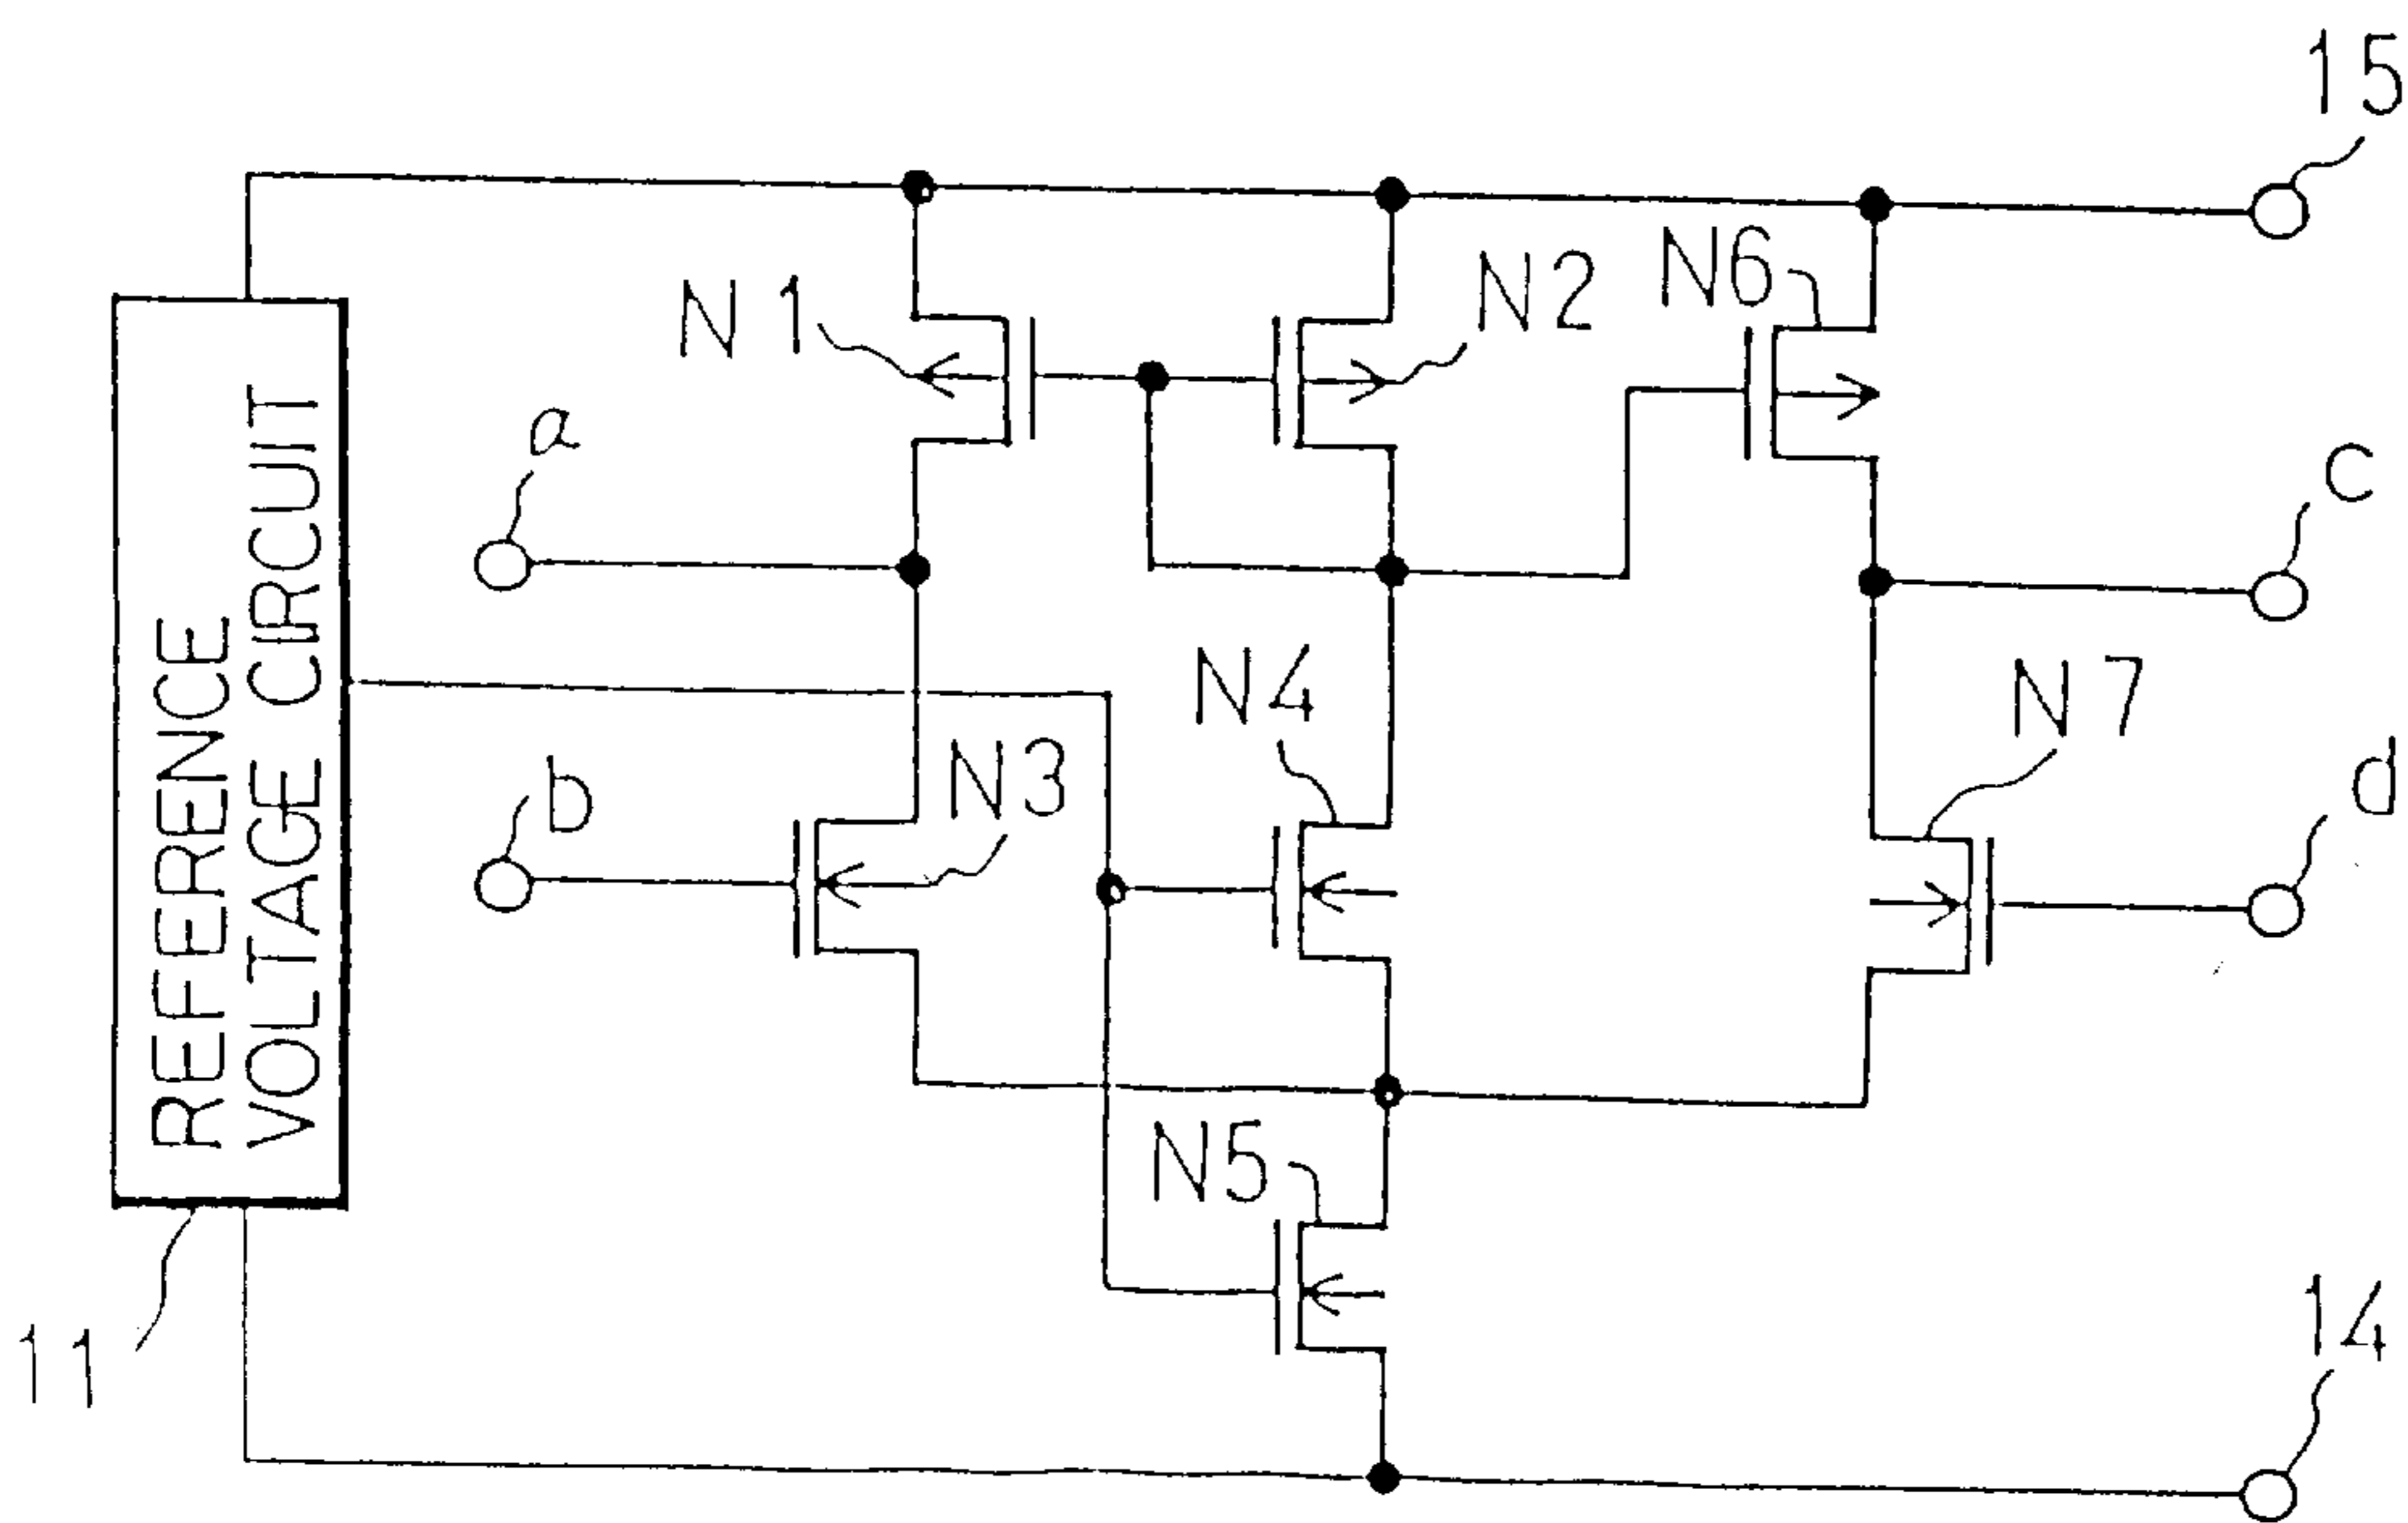 15
N1
N2
N6
a
c
REFERENCE
VOLTAGE CIRCUIT
N4
N7
b
N3
d
N5
11
14